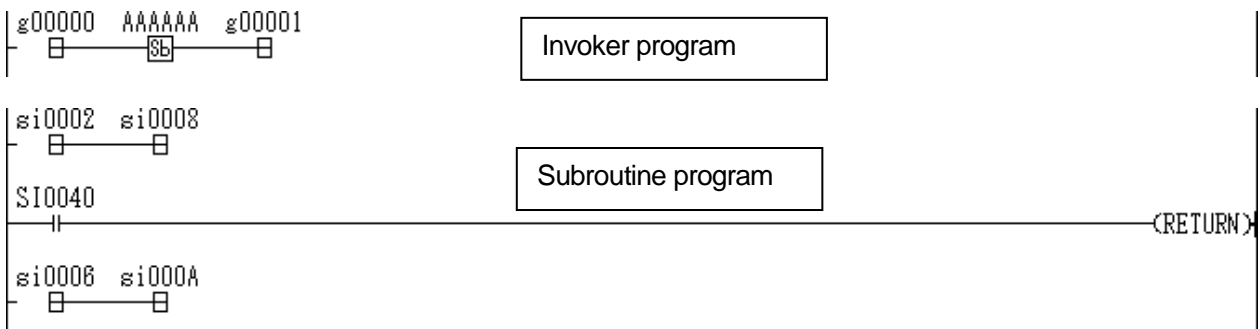 g00000 AAAAAA g00001
Sb
Invoker program
si0002 si0008
Subroutine program
SI0040
(RETURN)
si0006 si000A